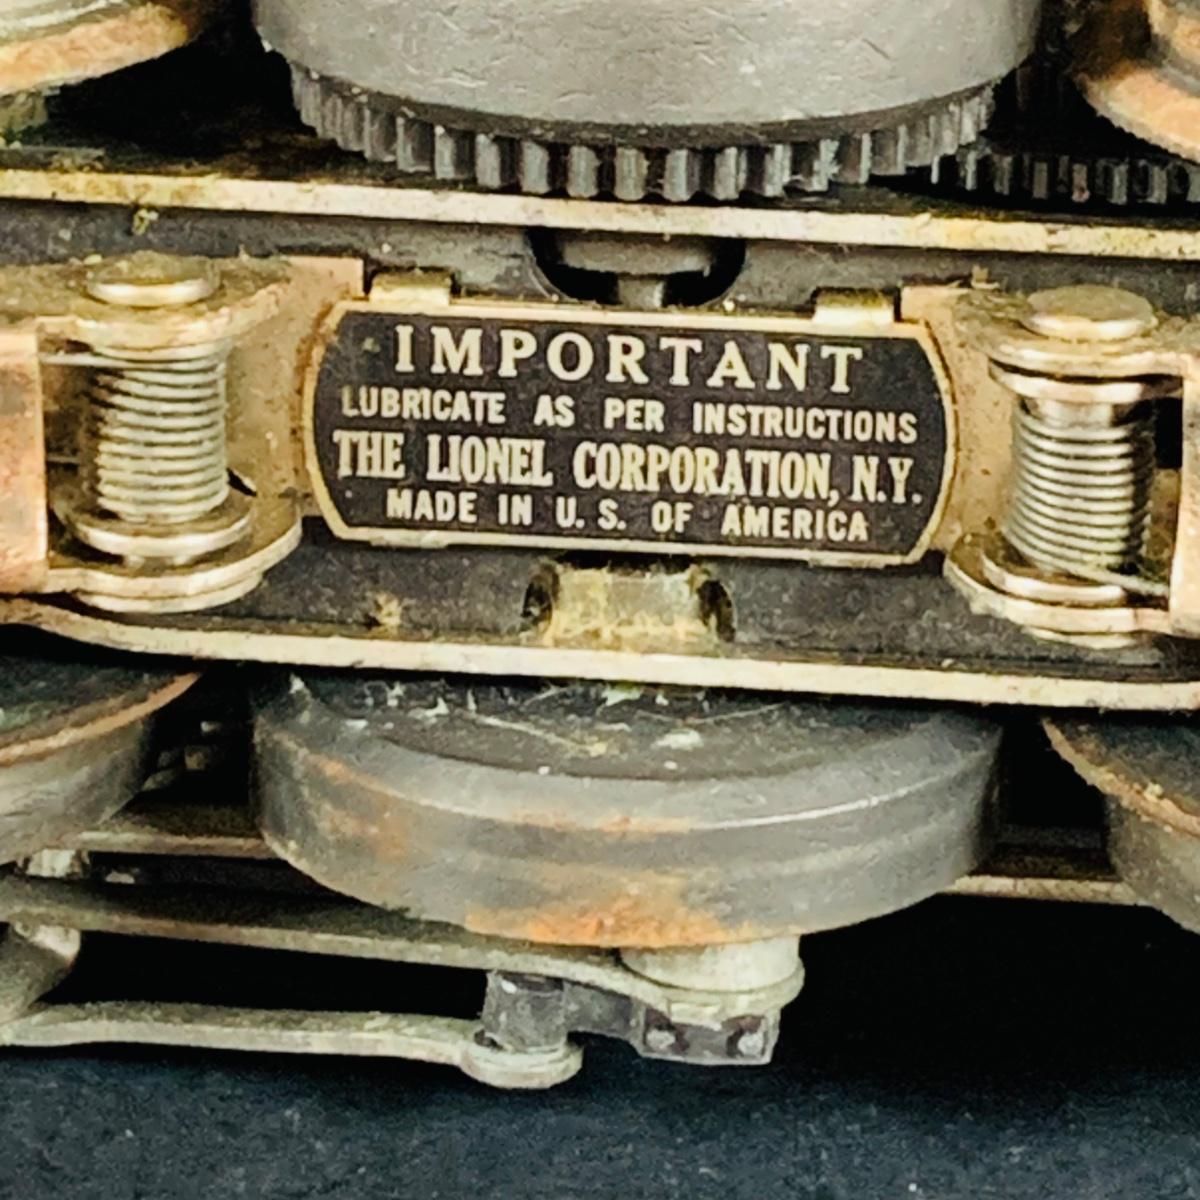 IMPORTANT
LUBRICATE AS PER INSTRUCTIONS
THE LIONEL CORPORATION, N.Y.
MADE IN U. S. OF AMERICA